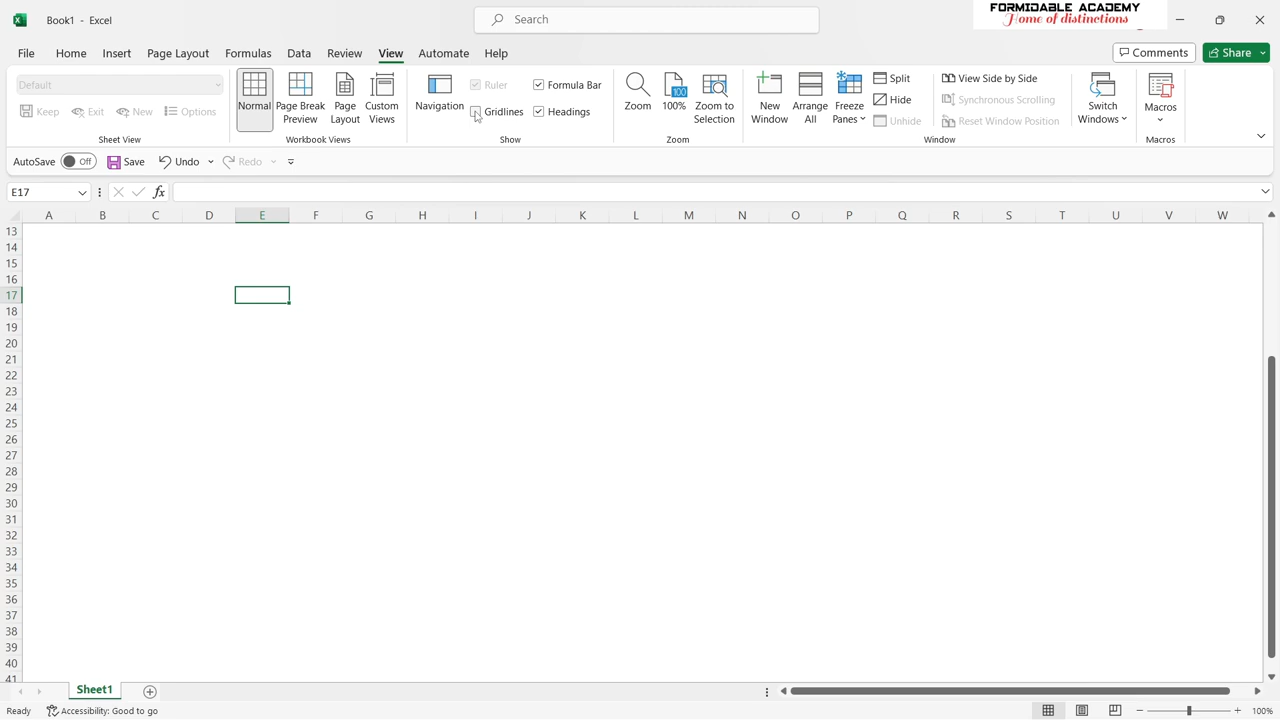 Book1 - Excel
Search
FORMIDABLE ACADEMY
Home of distinctions
File Home Insert Page Layout Formulas Data Review View Automate Help
Comments Share
Default
Keep Exit New Options
Sheet View
Normal
Page Break Preview
Page Layout
Custom Views
Workbook Views
Navigation
Ruler Formula Bar
Gridlines Headings
Show
Zoom
100
100%
Zoom to Selection
Zoom
New Window
Arrange All
Freeze Panes
Split
Hide
Unhide
View Side by Side
Synchronous Scrolling
Reset Window Position
Window
Switch Windows
Macros
Macros
AutoSave Off Save Undo Redo
E17 fx
A B C D E F G H I J K L M N O P Q R S T U V W
13
14
15
16
17
18
19
20
21
22
23
24
25
26
27
28
29
30
31
32
33
34
35
36
37
38
39
40
41
Sheet1
Ready Accessibility: Good to go 100%